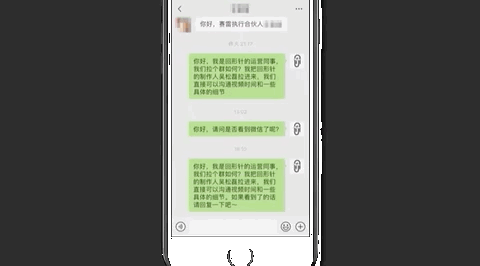 你好，赛雷执行合伙人
你好，我是回形针的运营同事，
我们拉个群如何？我把回形针
的制作人吴松磊拉进来，我们
直接可以沟通视频时间和一些
具体的细节
你好，请问是否看到微信了呢？
你好，我是回形针的运营同事，
我们拉个群如何？我把回形针
的制作人吴松磊拉进来，我们
直接可以沟通视频时间和一些
具体的细节。如果看到了的话
请回复一下吧～